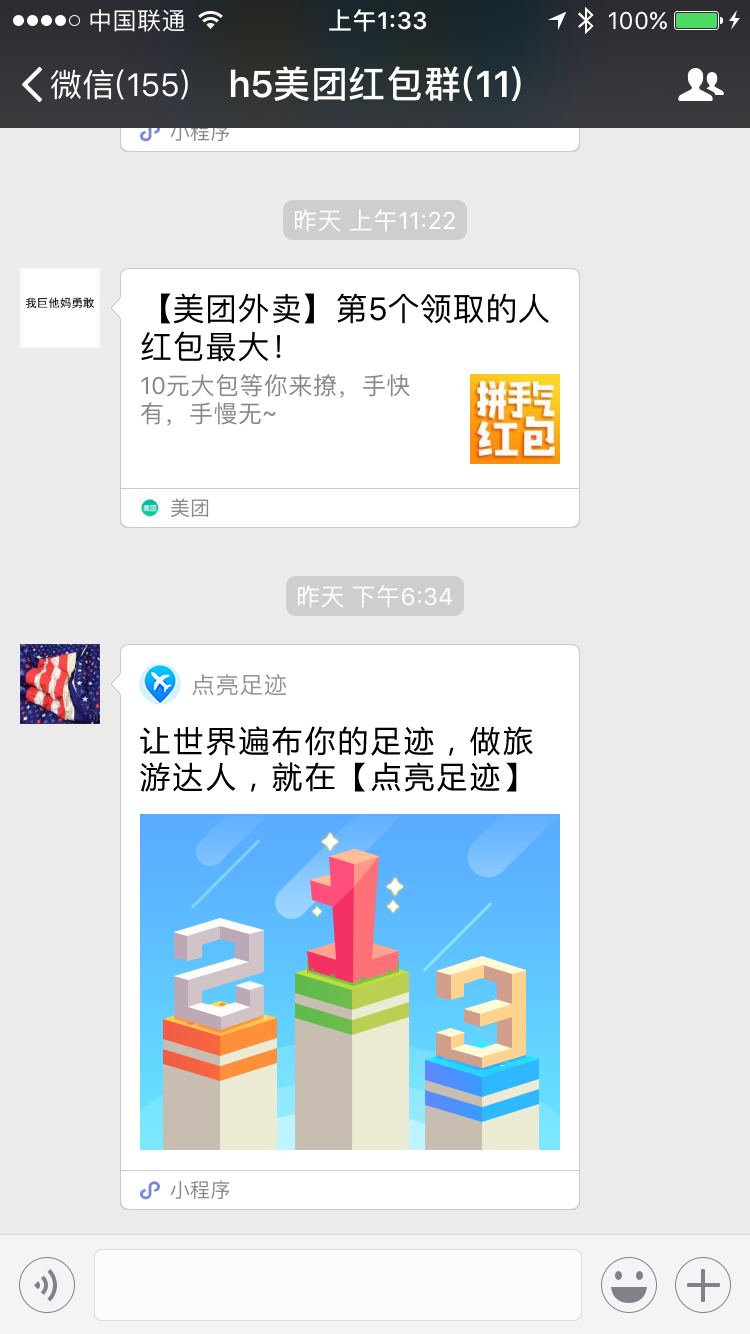 中国联通
上午1:33
100%
微信(155)
h5美团红包群(11)
小程序
昨天 上午11:22
我巨他妈勇敢
【美团外卖】第5个领取的人
红包最大！
10元大包等你来撩，手快
有，手慢无~
拼手气
红包
美团
美团
昨天 下午6:34
点亮足迹
让世界遍布你的足迹，做旅
游达人，就在【点亮足迹】
2
1
3
小程序